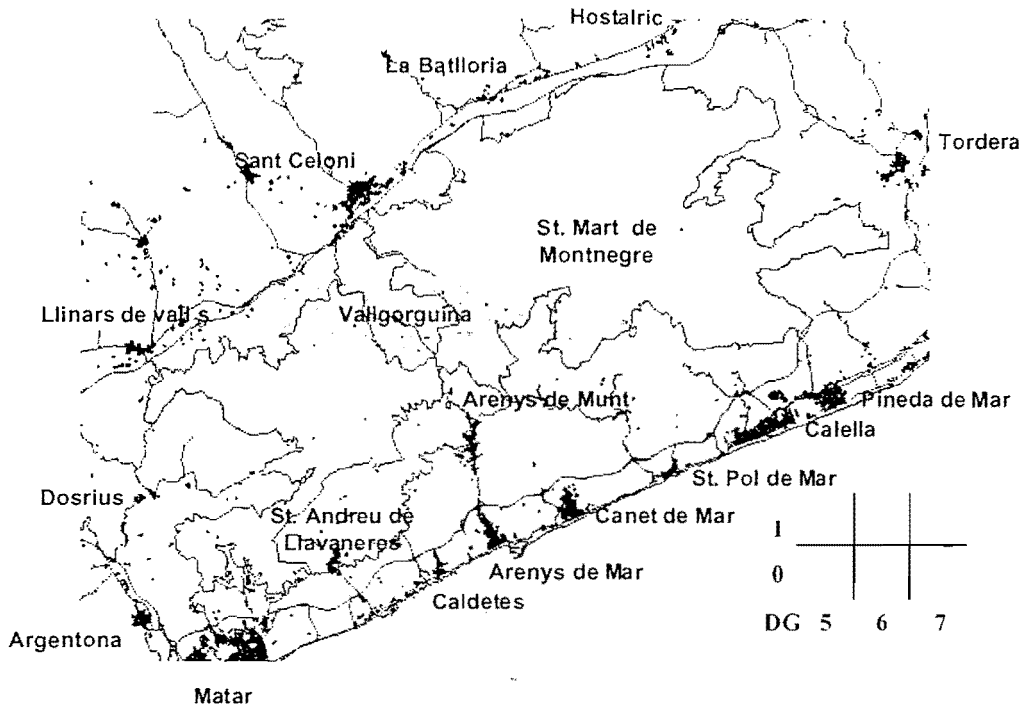 Hostalric
La Batlloria
Tordera
Sant Celoni
St. Mart de
Montnegre
Llinars de vall s
Vallgorguina
Arenys de Munt
Pineda de Mar
Calella
St. Pol de Mar
Dosrius
St. Andreu de
Llavaneres
Canet de Mar
Arenys de Mar
Caldetes
Argentona
Matar
1
0
DG 5 6 7